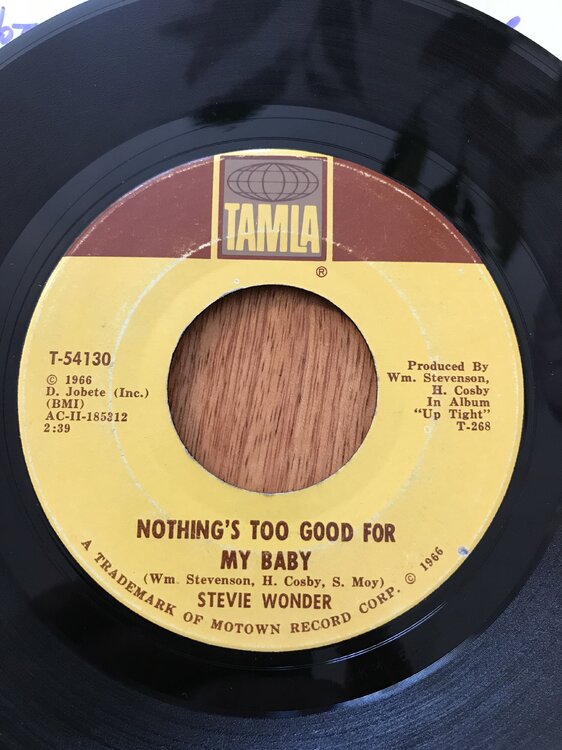 TAMLA
®
T-54130
© 1966
D. Jobete (Inc.)
(BMI)
AC-II-185312
2:39
Produced By
Wm. Stevenson,
H. Cosby
In Album
"Up Tight"
T-268
NOTHING'S TOO GOOD FOR
MY BABY
(Wm. Stevenson, H. Cosby, S. Moy)
STEVIE WONDER
A TRADEMARK OF MOTOWN RECORD CORP. © 1966